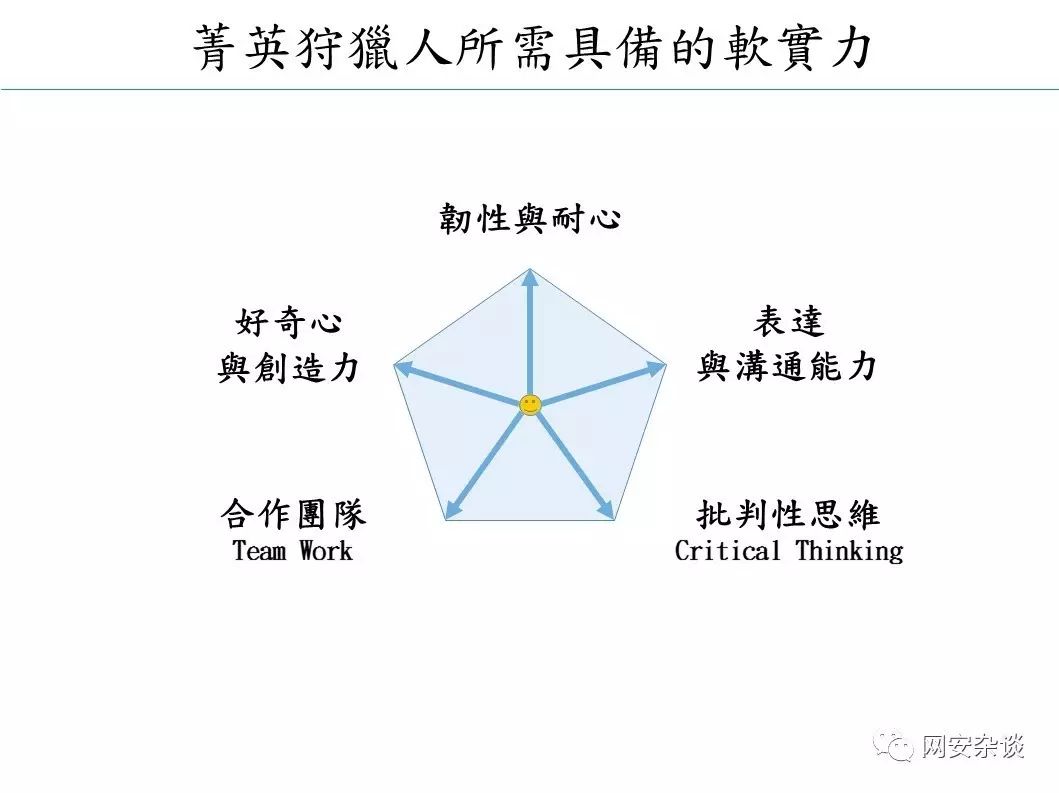 菁英狩獵人所需具備的軟實力
韌性與耐心
好奇心
與創造力
表達
與溝通能力
合作團隊
Team Work
批判性思維
Critical Thinking
网安杂谈